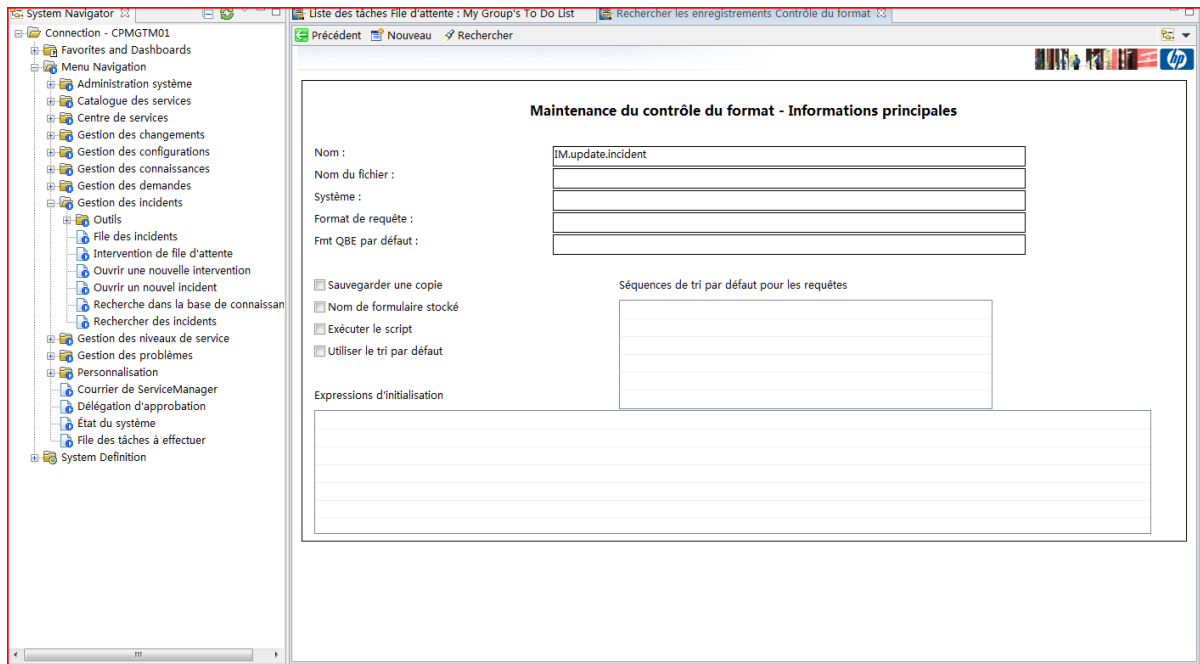 System Navigator
Connection - CPMGTM01
Favorites and Dashboards
Menu Navigation
Administration système
Catalogue des services
Centre de services
Gestion des changements
Gestion des configurations
Gestion des connaissances
Gestion des demandes
Gestion des incidents
Outils
File des incidents
Intervention de file d'attente
Ouvrir une nouvelle intervention
Ouvrir un nouvel incident
Recherche dans la base de connaissan
Rechercher des incidents
Gestion des niveaux de service
Gestion des problèmes
Personnalisation
Courrier de ServiceManager
Délégation d'approbation
État du système
File des tâches à effectuer
System Definition
Liste des tâches File d'attente : My Group's To Do List
Rechercher les enregistrements Contrôle du format
Précédent Nouveau Rechercher
hp
Maintenance du contrôle du format - Informations principales
Nom : IM.update.incident
Nom du fichier :
Système :
Format de requête :
Fmt QBE par défaut :
Sauvegarder une copie
Nom de formulaire stocké
Exécuter le script
Utiliser le tri par défaut
Séquences de tri par défaut pour les requêtes
Expressions d'initialisation